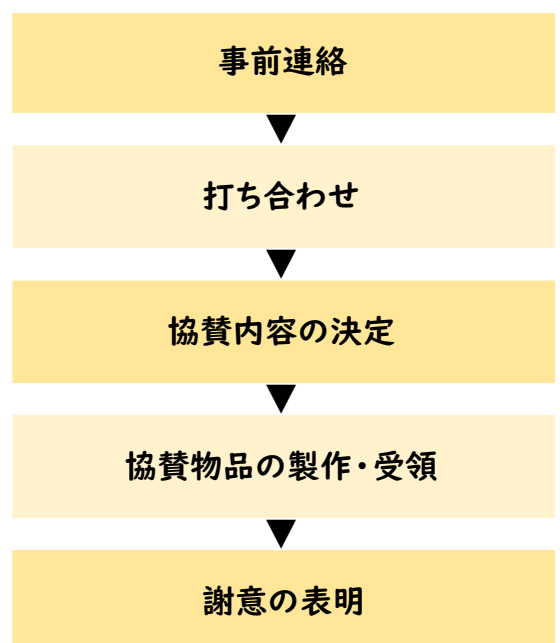 事前連絡
打ち合わせ
協賛内容の決定
協賛物品の製作・受領
謝意の表明